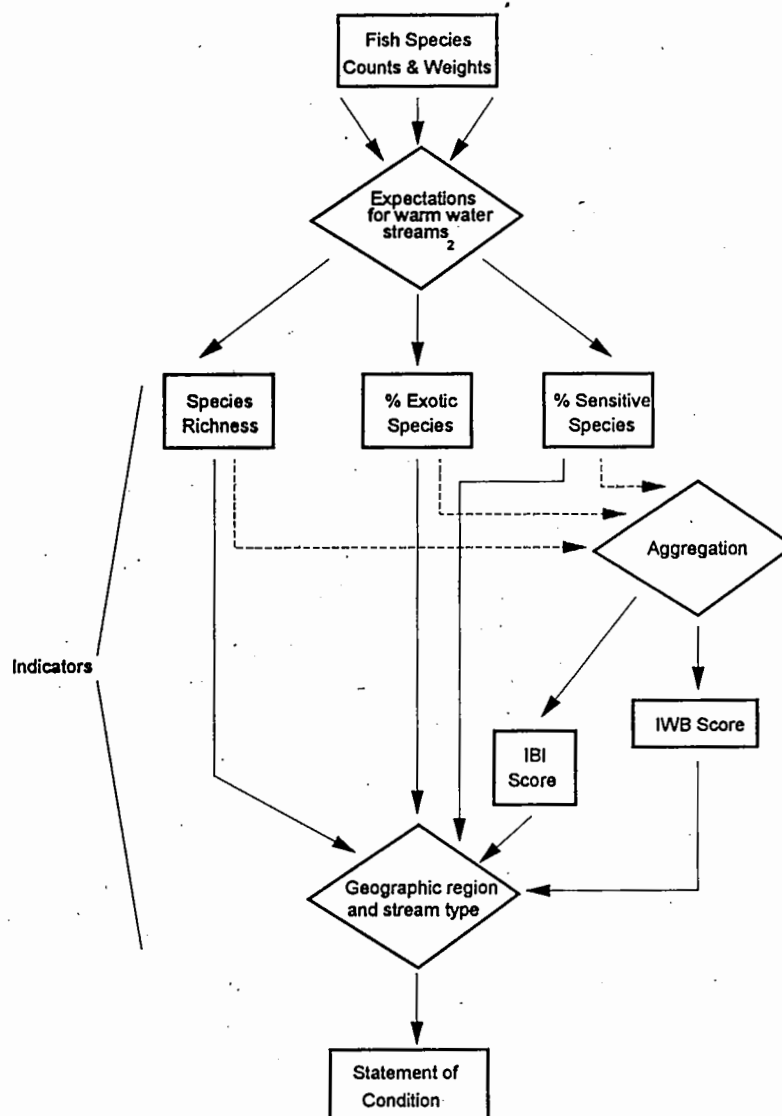 Fish Species
Counts & Weights
Expectations
for warm water
streams
2
Species
Richness
% Exotic
Species
% Sensitive
Species
Aggregation
Indicators
IWB Score
IBI
Score
Geographic region
and stream type
Statement of
Condition